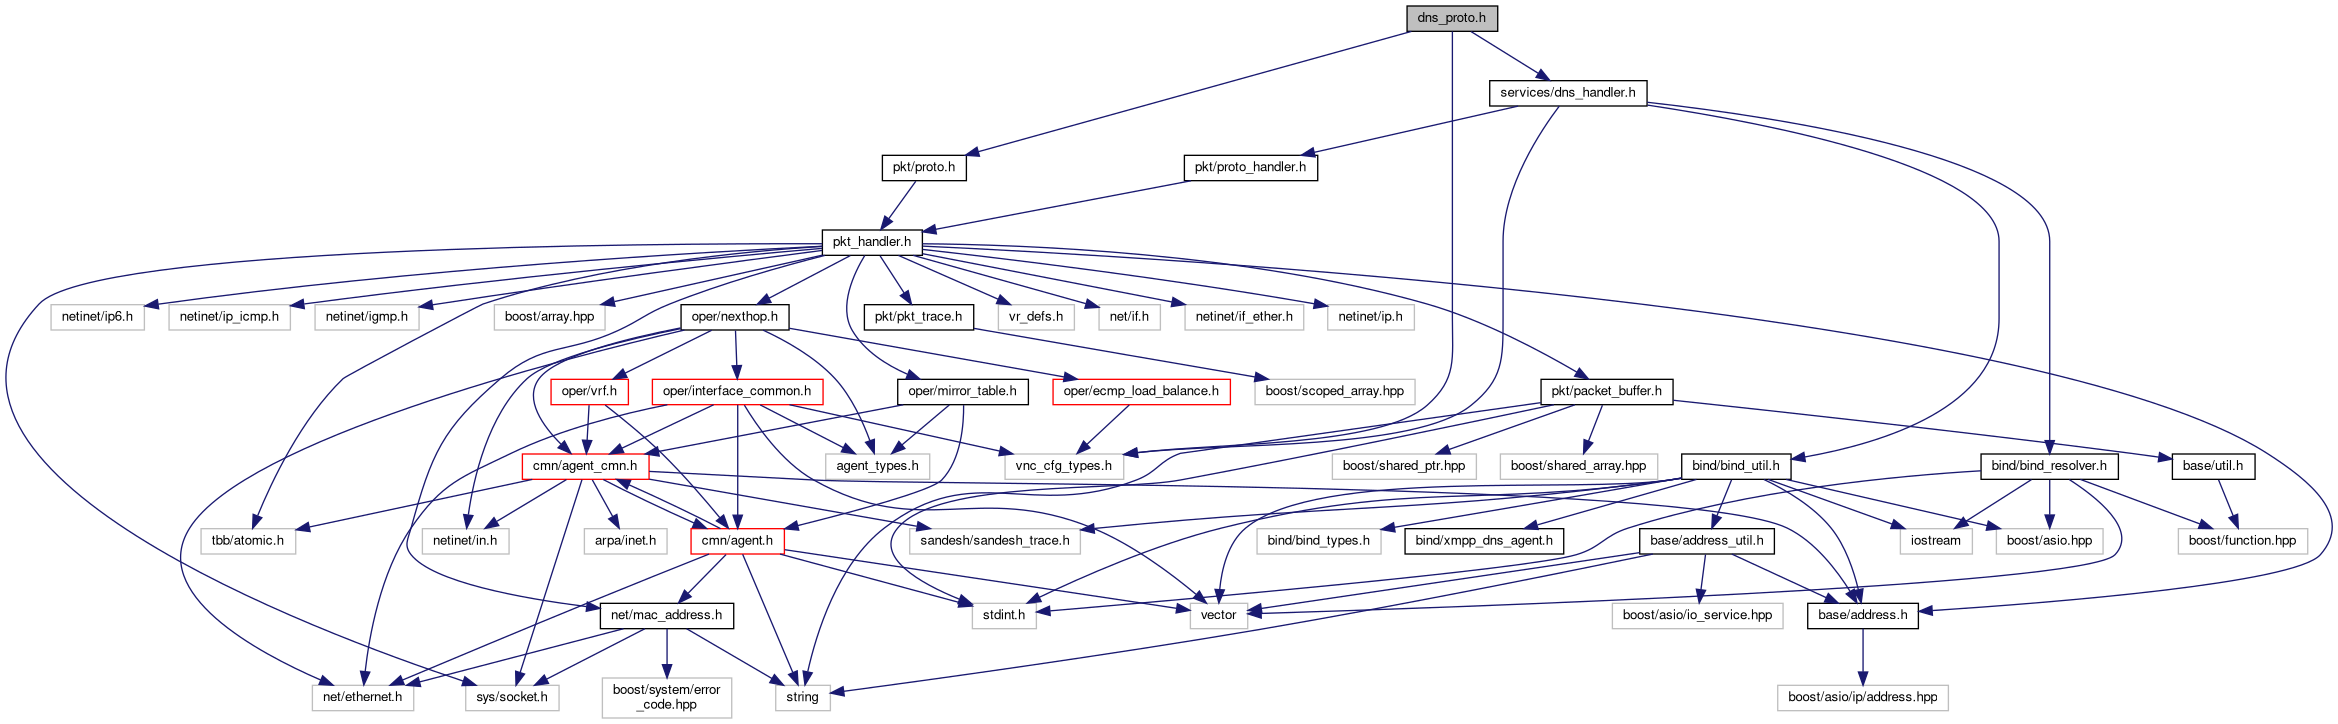 dns_proto.h
services/dns_handler.h
pkt/proto.h
pkt/proto_handler.h
pkt_handler.h
netinet/ip6.h
netinet/ip_icmp.h
netinet/igmp.h
boost/array.hpp
oper/nexthop.h
pkt/pkt_trace.h
vr_defs.h
net/if.h
netinet/if_ether.h
netinet/ip.h
oper/vrf.h
oper/interface_common.h
oper/mirror_table.h
oper/ecmp_load_balance.h
boost/scoped_array.hpp
pkt/packet_buffer.h
cmn/agent_cmn.h
agent_types.h
vnc_cfg_types.h
boost/shared_ptr.hpp
boost/shared_array.hpp
bind/bind_util.h
bind/bind_resolver.h
base/util.h
tbb/atomic.h
netinet/in.h
arpa/inet.h
cmn/agent.h
sandesh/sandesh_trace.h
bind/bind_types.h
bind/xmpp_dns_agent.h
base/address_util.h
iostream
boost/asio.hpp
boost/function.hpp
net/mac_address.h
stdint.h
vector
boost/asio/io_service.hpp
base/address.h
net/ethernet.h
sys/socket.h
boost/system/error
_code.hpp
string
boost/asio/ip/address.hpp